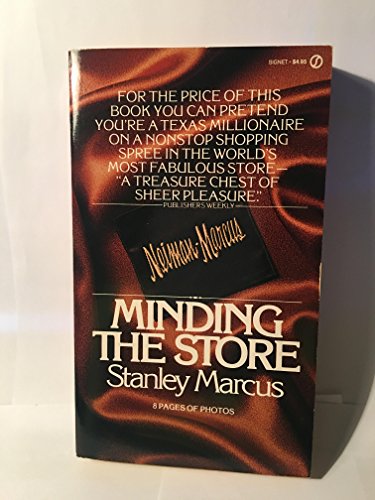 SIGNET · $4.95
FOR THE PRICE OF THIS
BOOK YOU CAN PRETEND
YOU'RE A TEXAS MILLIONAIRE
ON A NONSTOP SHOPPING
SPREE IN THE WORLD'S
MOST FABULOUS STORE—
"A TREASURE CHEST OF
SHEER PLEASURE."
—PUBLISHERS WEEKLY—
Neiman-Marcus
MINDING
THE STORE
Stanley Marcus
8 PAGES OF PHOTOS